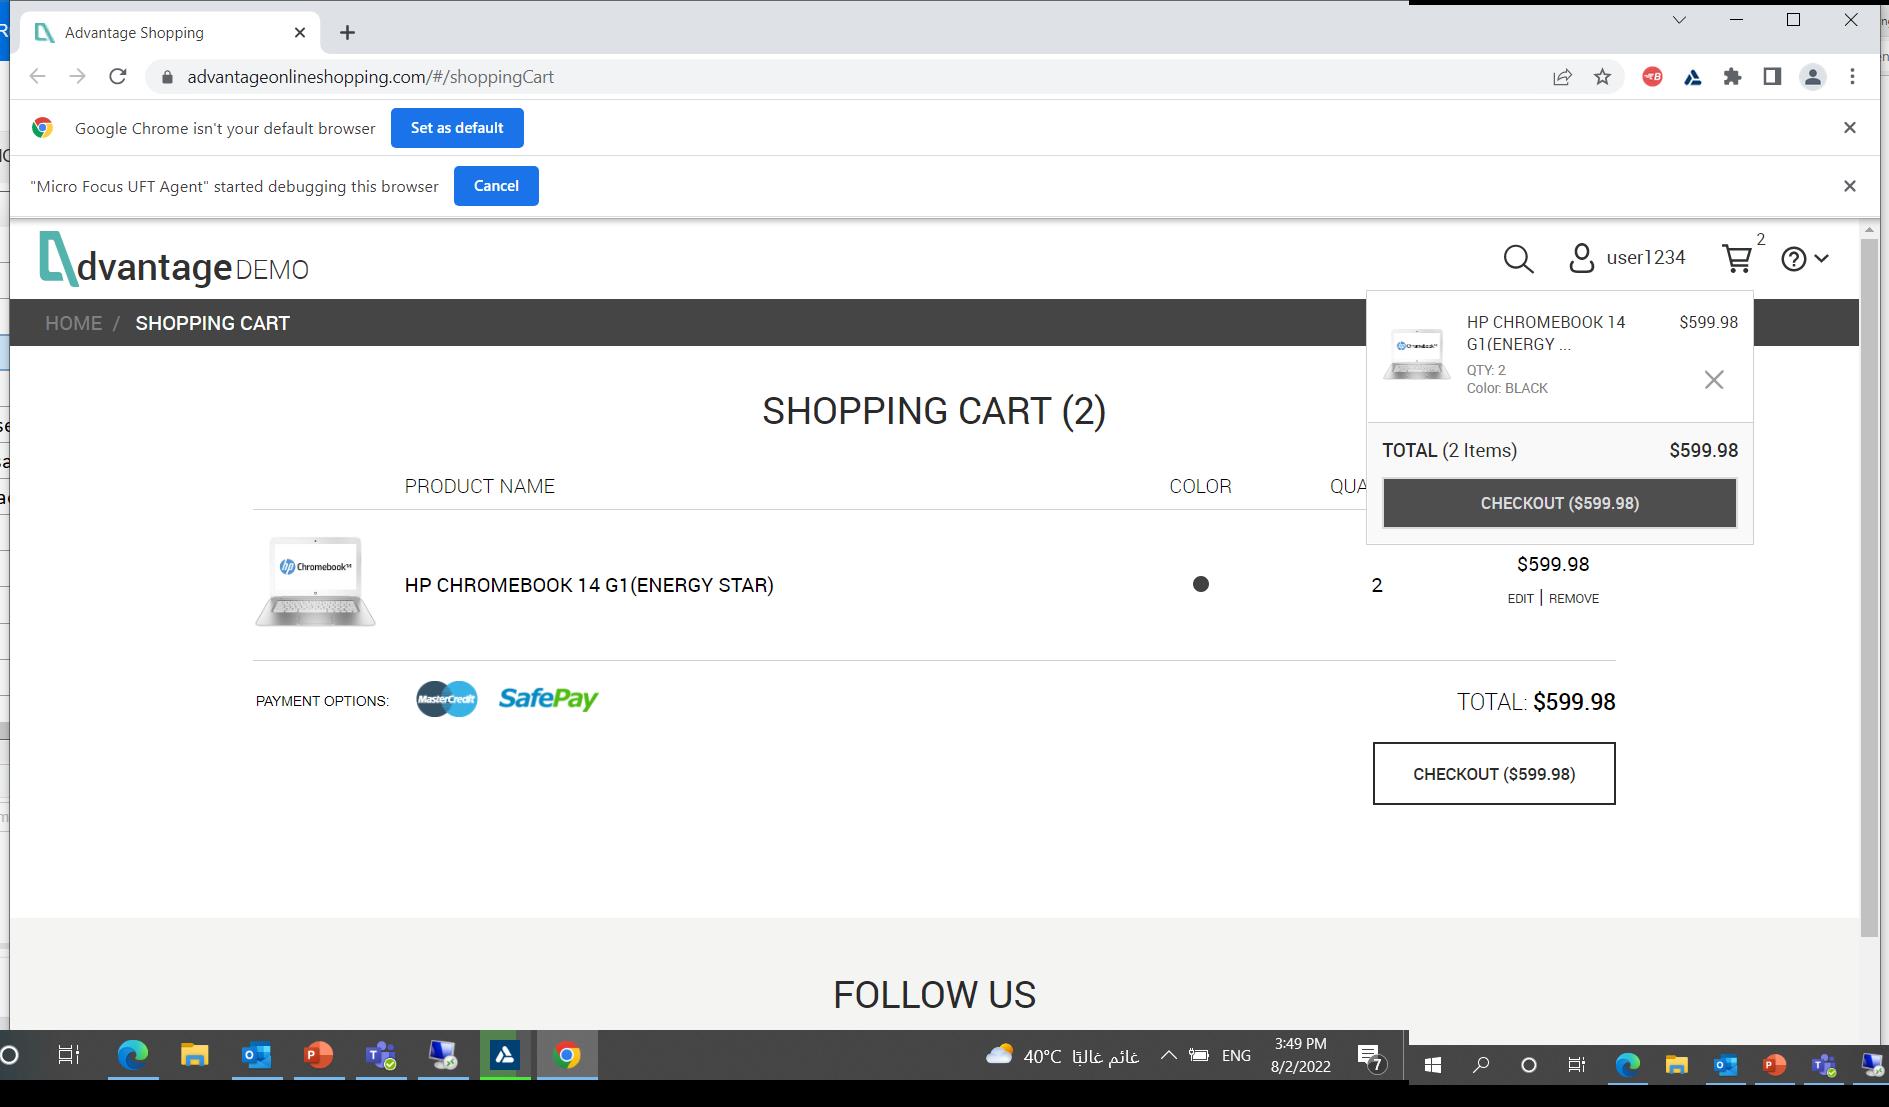 Advantage Shopping
advantageonlineshopping.com/#/shoppingCart
Google Chrome isn't your default browser
Set as default
"Micro Focus UFT Agent" started debugging this browser
Cancel
dvantage DEMO
user1234
2
HOME / SHOPPING CART
HP CHROMEBOOK 14
G1(ENERGY ...
$599.98
QTY: 2
Color: BLACK
TOTAL (2 Items)
$599.98
CHECKOUT ($599.98)
SHOPPING CART (2)
PRODUCT NAME
COLOR
QUA
hp Chromebook 14
HP CHROMEBOOK 14 G1(ENERGY STAR)
2
$599.98
EDIT | REMOVE
PAYMENT OPTIONS:
MasterCredit
SafePay
TOTAL: $599.98
CHECKOUT ($599.98)
FOLLOW US
40°C غائم غالبًا
ENG
3:49 PM
8/2/2022
7